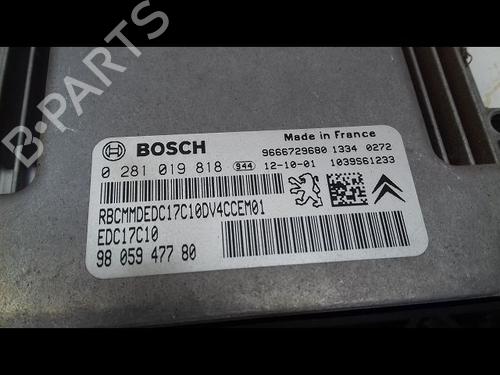 B-PARTS
BOSCH
Made in France
0 281 019 818 944 12-10-01
9666729680 1334 0272
1039S61233
RBCMMDEDC17C10DV4CCEM01
EDC17C10
98 059 477 80